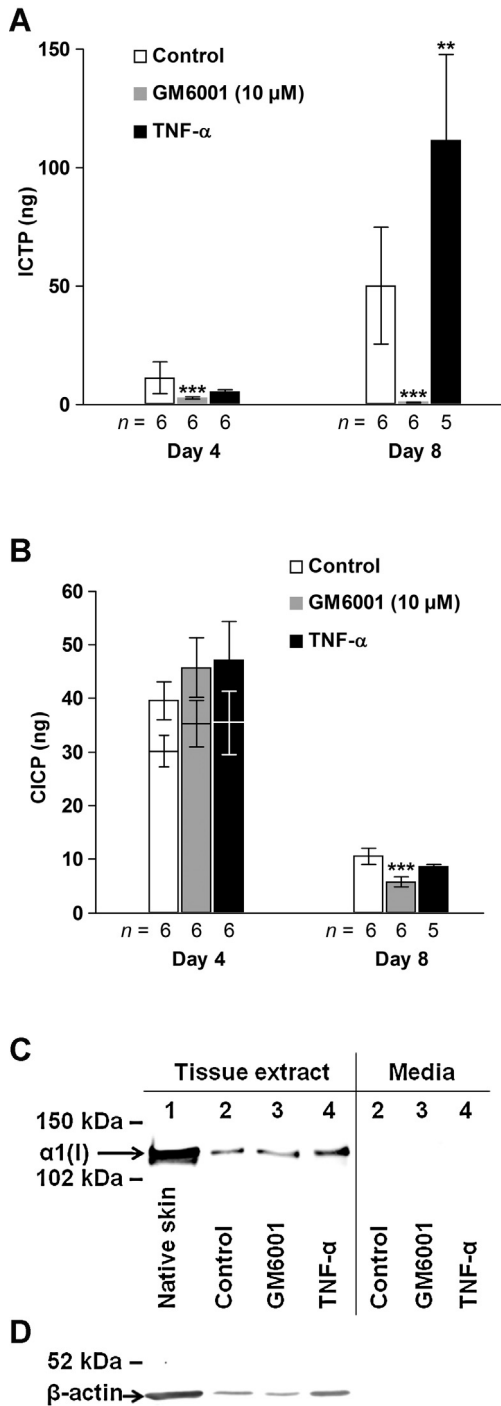 A
150
100
50
0
ICTP (ng)
Control
GM6001 (10 µM)
TNF-α
***
***
**
n = 6 6 6
6 6 5
n =
Day 4
Day 8
B
60
50
40
30
20
10
0
CICP (ng)
Control
GM6001 (10 µM)
TNF-α
***
n = 6 6 6
n = 6 6 5
Day 4
Day 8
C
Tissue extract
Media
1 2 3 4 2 3 4
150 kDa –
α1(I)
102 kDa –
Native skin
Control
GM6001
TNF-α
Control
GM6001
TNF-α
D
52 kDa –
β-actin